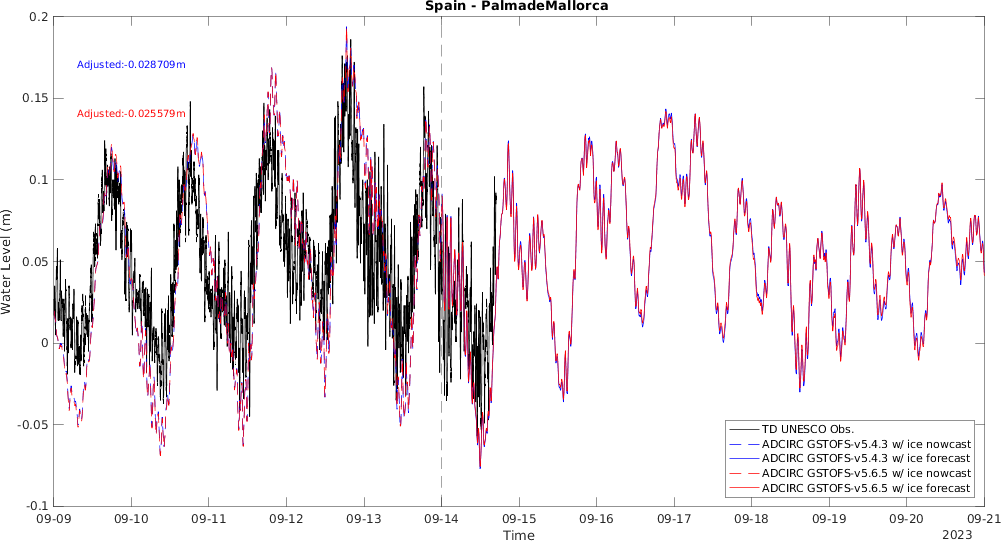 Spain - PalmadeMallorca
Adjusted:-0.028709m
Adjusted:-0.025579m
Water Level (m)
0.2
0.15
0.1
0.05
0
-0.05
-0.1
TD UNESCO Obs.
ADCIRC GSTOFS-v5.4.3 w/ ice nowcast
ADCIRC GSTOFS-v5.4.3 w/ ice forecast
ADCIRC GSTOFS-v5.6.5 w/ ice nowcast
ADCIRC GSTOFS-v5.6.5 w/ ice forecast
09-09 09-10 09-11 09-12 09-13 09-14 09-15 09-16 09-17 09-18 09-19 09-20 09-21
Time
2023